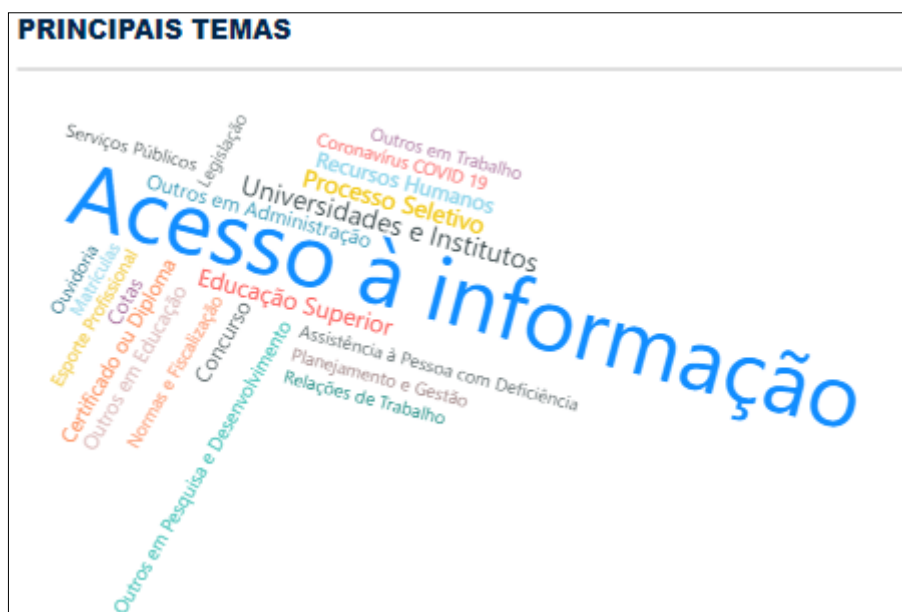 PRINCIPAIS TEMAS
Serviços Públicos
Legislação
Outros em Trabalho
Coronavírus COVID 19
Recursos Humanos
Processo Seletivo
Universidades e Institutos
Outros em Administração
Acesso à informação
Educação Superior
Ouvidoria
Matrículas
Esporte Profissional
Cotas
Certificado ou Diploma
Outros em Educação
Normas e Fiscalização
Concurso
Outros em Pesquisa e Desenvolvimento
Assistência à Pessoa com Deficiência
Planejamento e Gestão
Relações de Trabalho